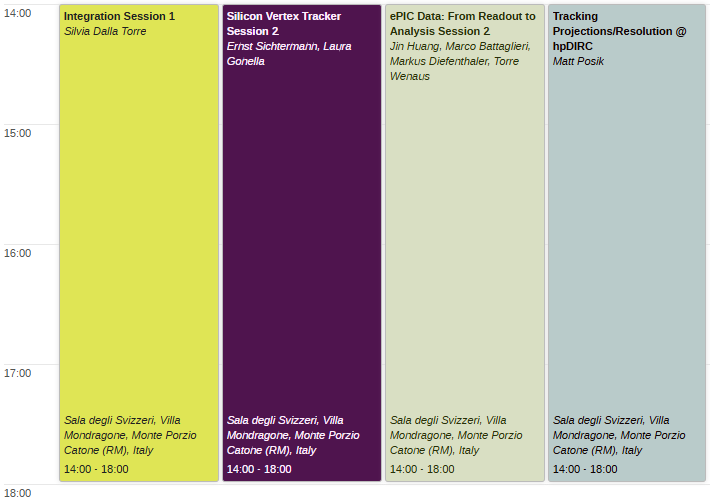 14:00
15:00
16:00
17:00
18:00
Integration Session 1
Silvia Dalla Torre
Sala degli Svizzeri, Villa
Mondragone, Monte Porzio
Catone (RM), Italy
14:00 - 18:00
Silicon Vertex Tracker
Session 2
Ernst Sichtermann, Laura
Gonella
Sala degli Svizzeri, Villa
Mondragone, Monte Porzio
Catone (RM), Italy
14:00 - 18:00
ePIC Data: From Readout to
Analysis Session 2
Jin Huang, Marco Battaglieri,
Markus Diefenthaler, Torre
Wenaus
Sala degli Svizzeri, Villa
Mondragone, Monte Porzio
Catone (RM), Italy
14:00 - 18:00
Tracking
Projections/Resolution @
hpDIRC
Matt Posik
Sala degli Svizzeri, Villa
Mondragone, Monte Porzio
Catone (RM), Italy
14:00 - 18:00